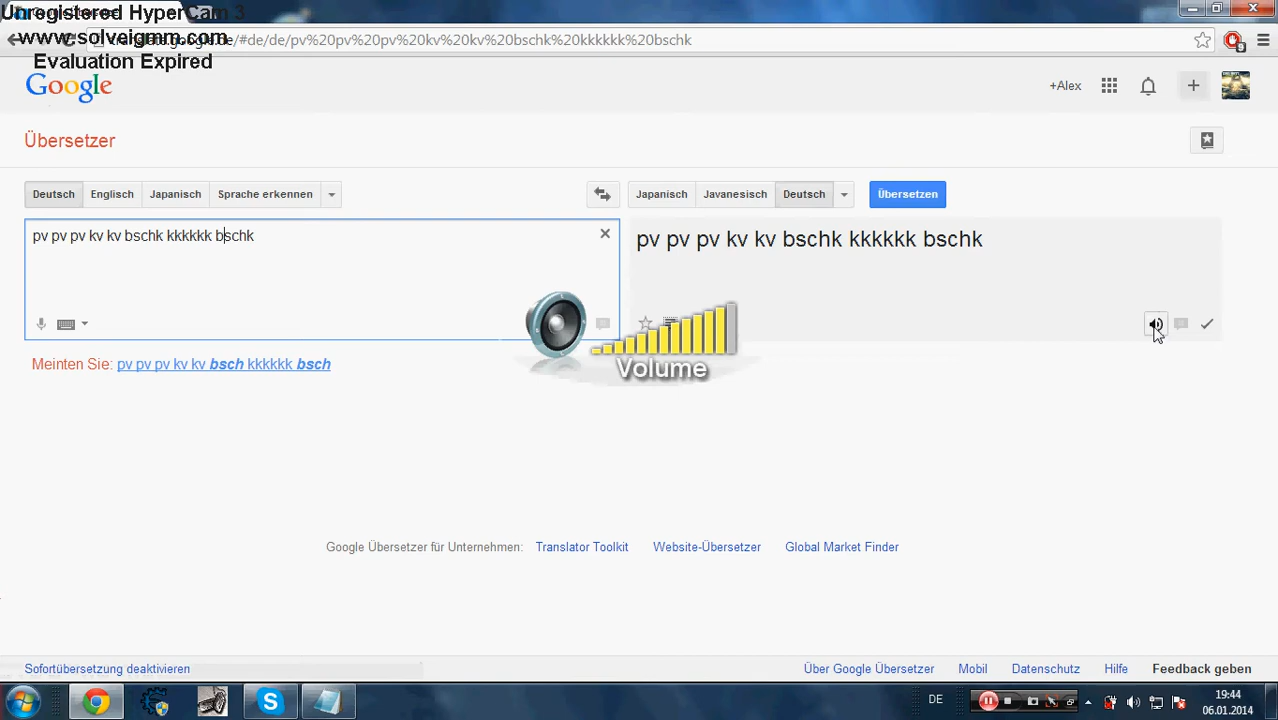 Unregistered HyperCam 3
www.solveigmm.com
Evaluation Expired
translate.google.de/#de/de/pv%20pv%20pv%20kv%20kv%20bschk%20kkkkkk%20bschk
9
Google
+Alex
Übersetzer
Deutsch Englisch Japanisch Sprache erkennen
Japanisch Javanesisch Deutsch Übersetzen
pv pv pv kv kv bschk kkkkkk bschk
pv pv pv kv kv bschk kkkkkk bschk
Volume
Meinten Sie: pv pv pv kv kv bsch kkkkkk bsch
Google Übersetzer für Unternehmen: Translator Toolkit Website-Übersetzer Global Market Finder
Sofortübersetzung deaktivieren
Über Google Übersetzer Mobil Datenschutz Hilfe Feedback geben
DE
19:44
06.01.2014